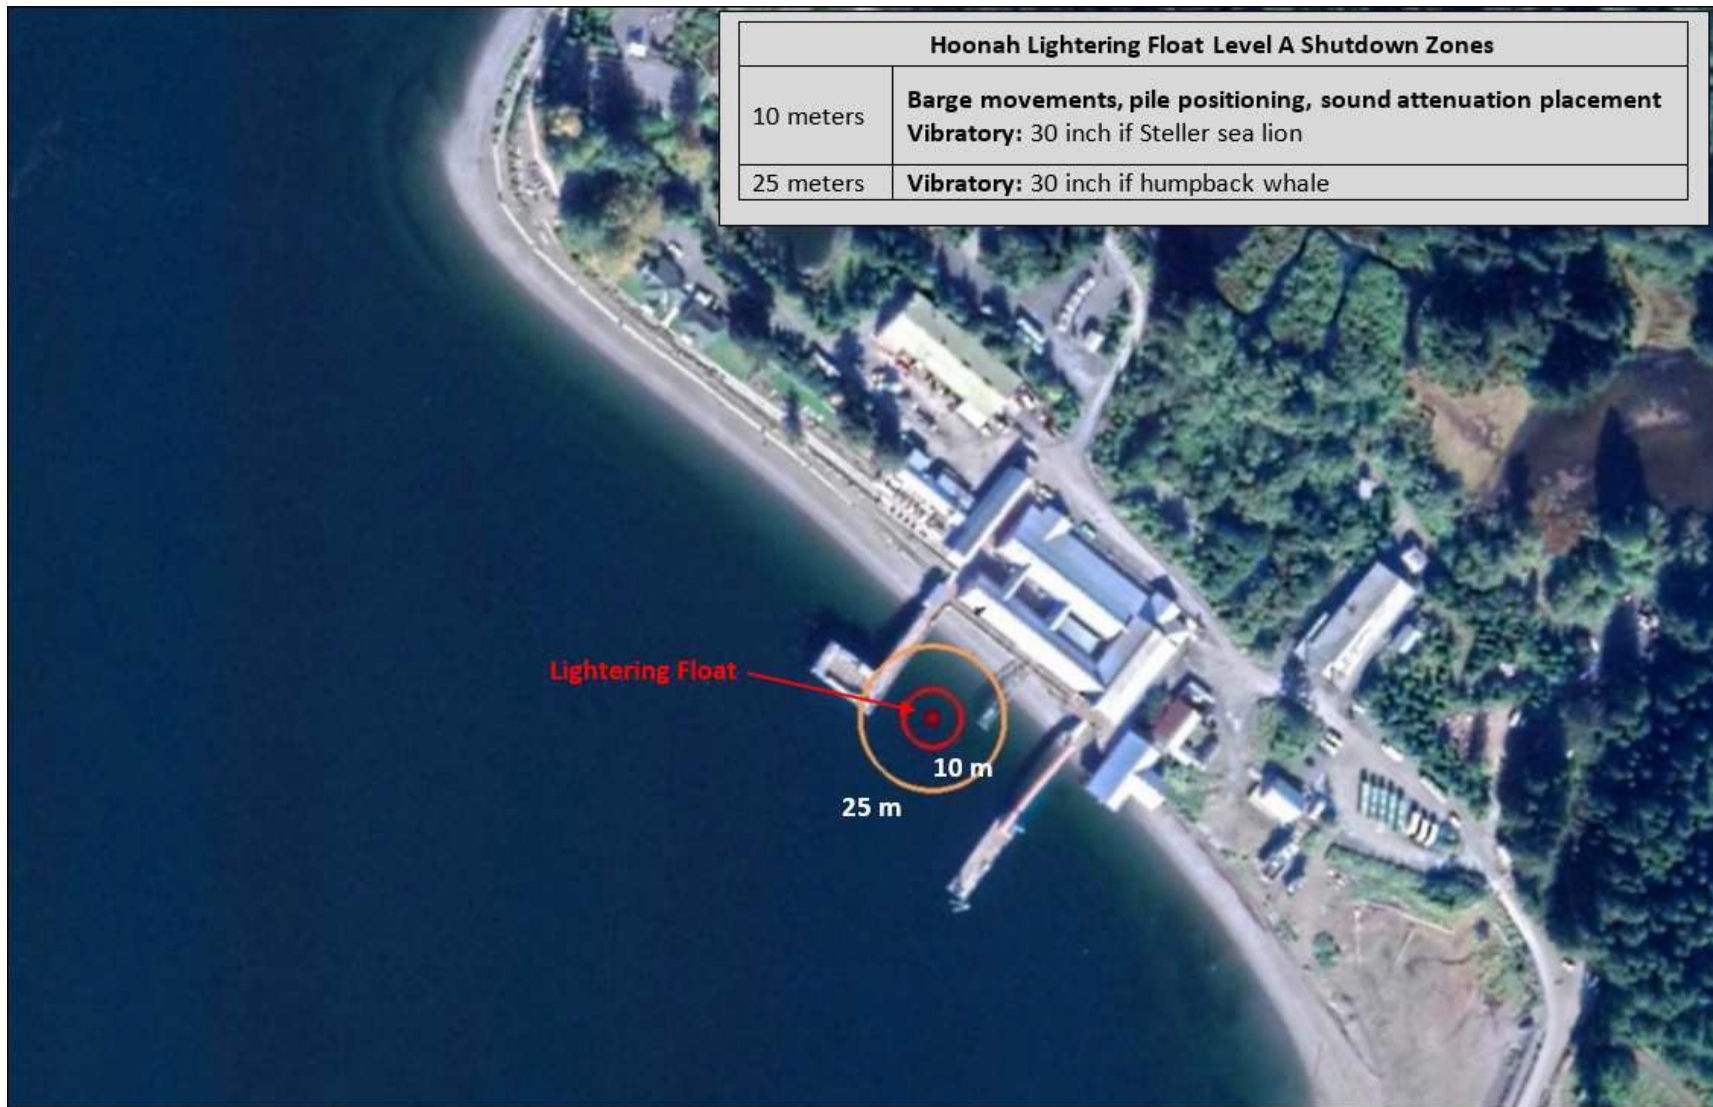 Hoonah Lightering Float Level A Shutdown Zones
10 meters
Barge movements, pile positioning, sound attenuation placement
Vibratory: 30 inch if Steller sea lion
25 meters
Vibratory: 30 inch if humpback whale
Lightering Float
10 m
25 m